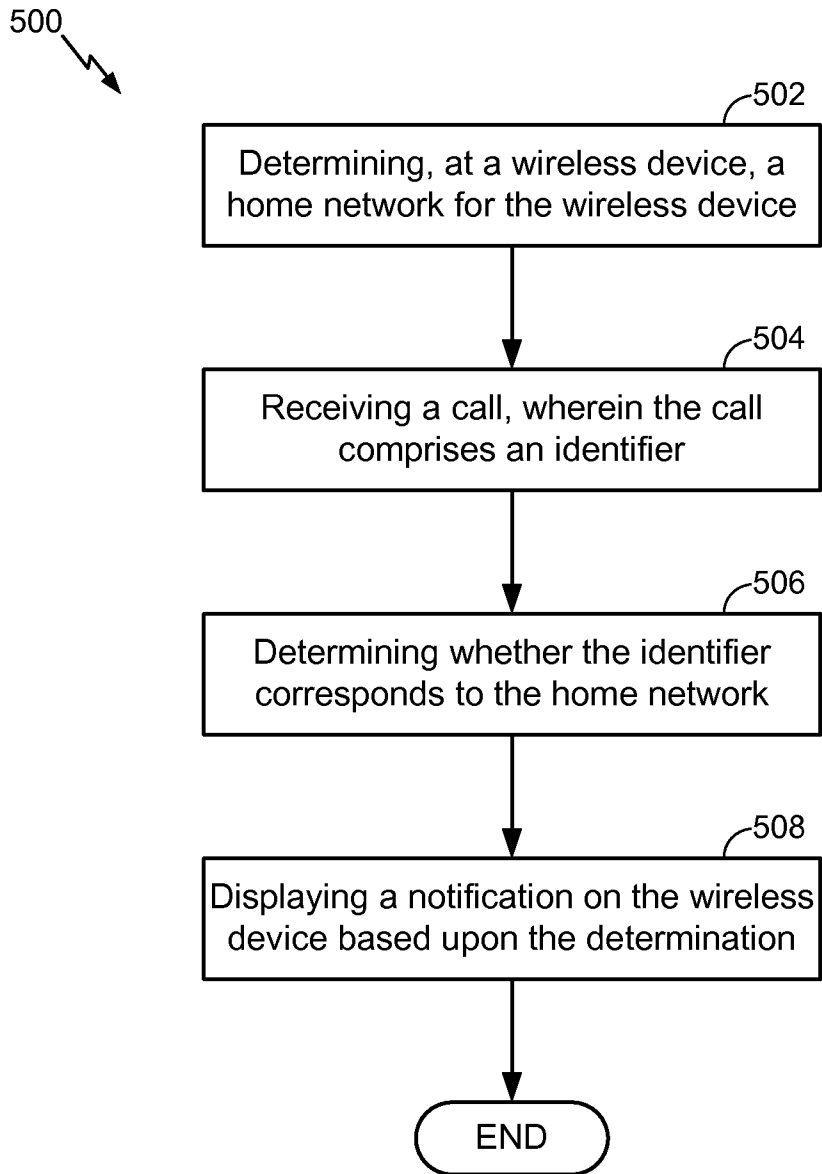 500
502
Determining, at a wireless device, a
home network for the wireless device
504
Receiving a call, wherein the call
comprises an identifier
506
Determining whether the identifier
corresponds to the home network
508
Displaying a notification on the wireless
device based upon the determination
END